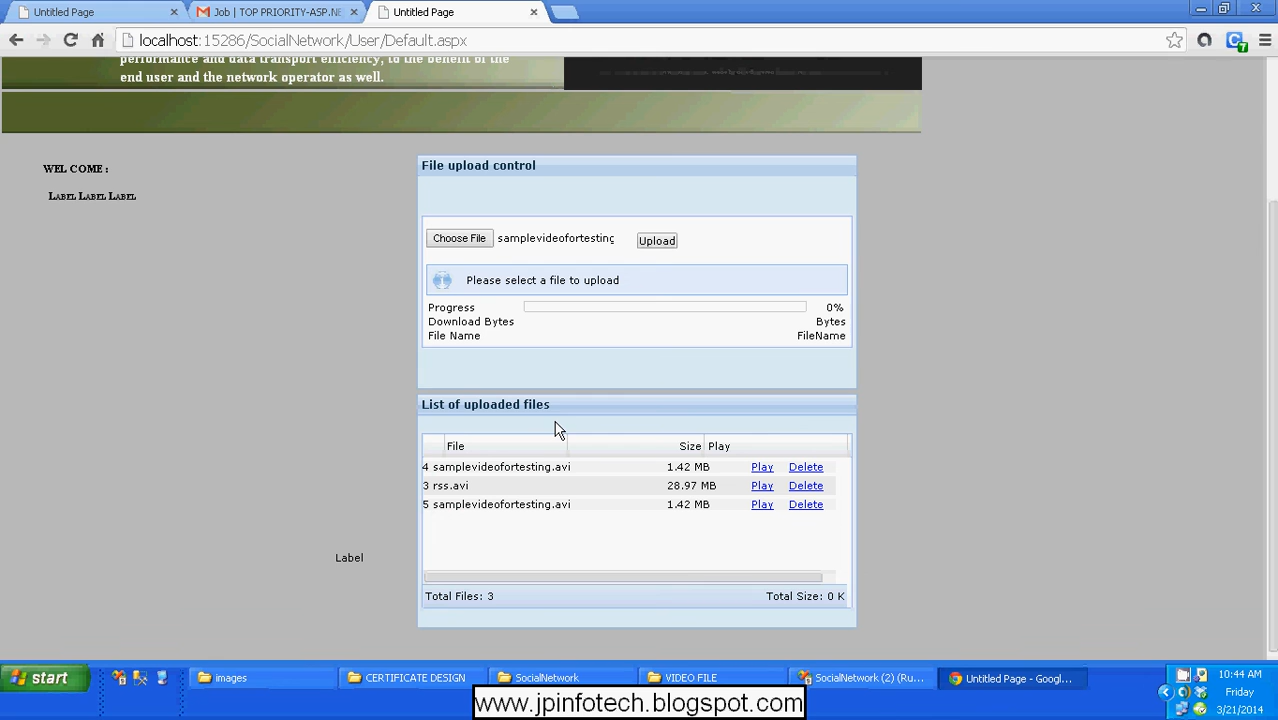 Untitled Page
Job | TOP PRIORITY-ASP.NE
Untitled Page
localhost:15286/SocialNetwork/User/Default.aspx
7
performance and data transport efficiency, to the benefit of the
end user and the network operator as well.
WEL COME :
LABEL LABEL LABEL
File upload control
Choose File samplevideofortesting
Upload
Please select a file to upload
Progress 0%
Download Bytes Bytes
File Name FileName
List of uploaded files
File Size Play
4 samplevideofortesting.avi 1.42 MB Play Delete
3 rss.avi 28.97 MB Play Delete
5 samplevideofortesting.avi 1.42 MB Play Delete
Label
Total Files: 3 Total Size: 0 K
start
images
CERTIFICATE DESIGN
SocialNetwork
VIDEO FILE
SocialNetwork (2) (Ru...
Untitled Page - Googl...
10:44 AM
Friday
3/21/2014
www.jpinfotech.blogspot.com